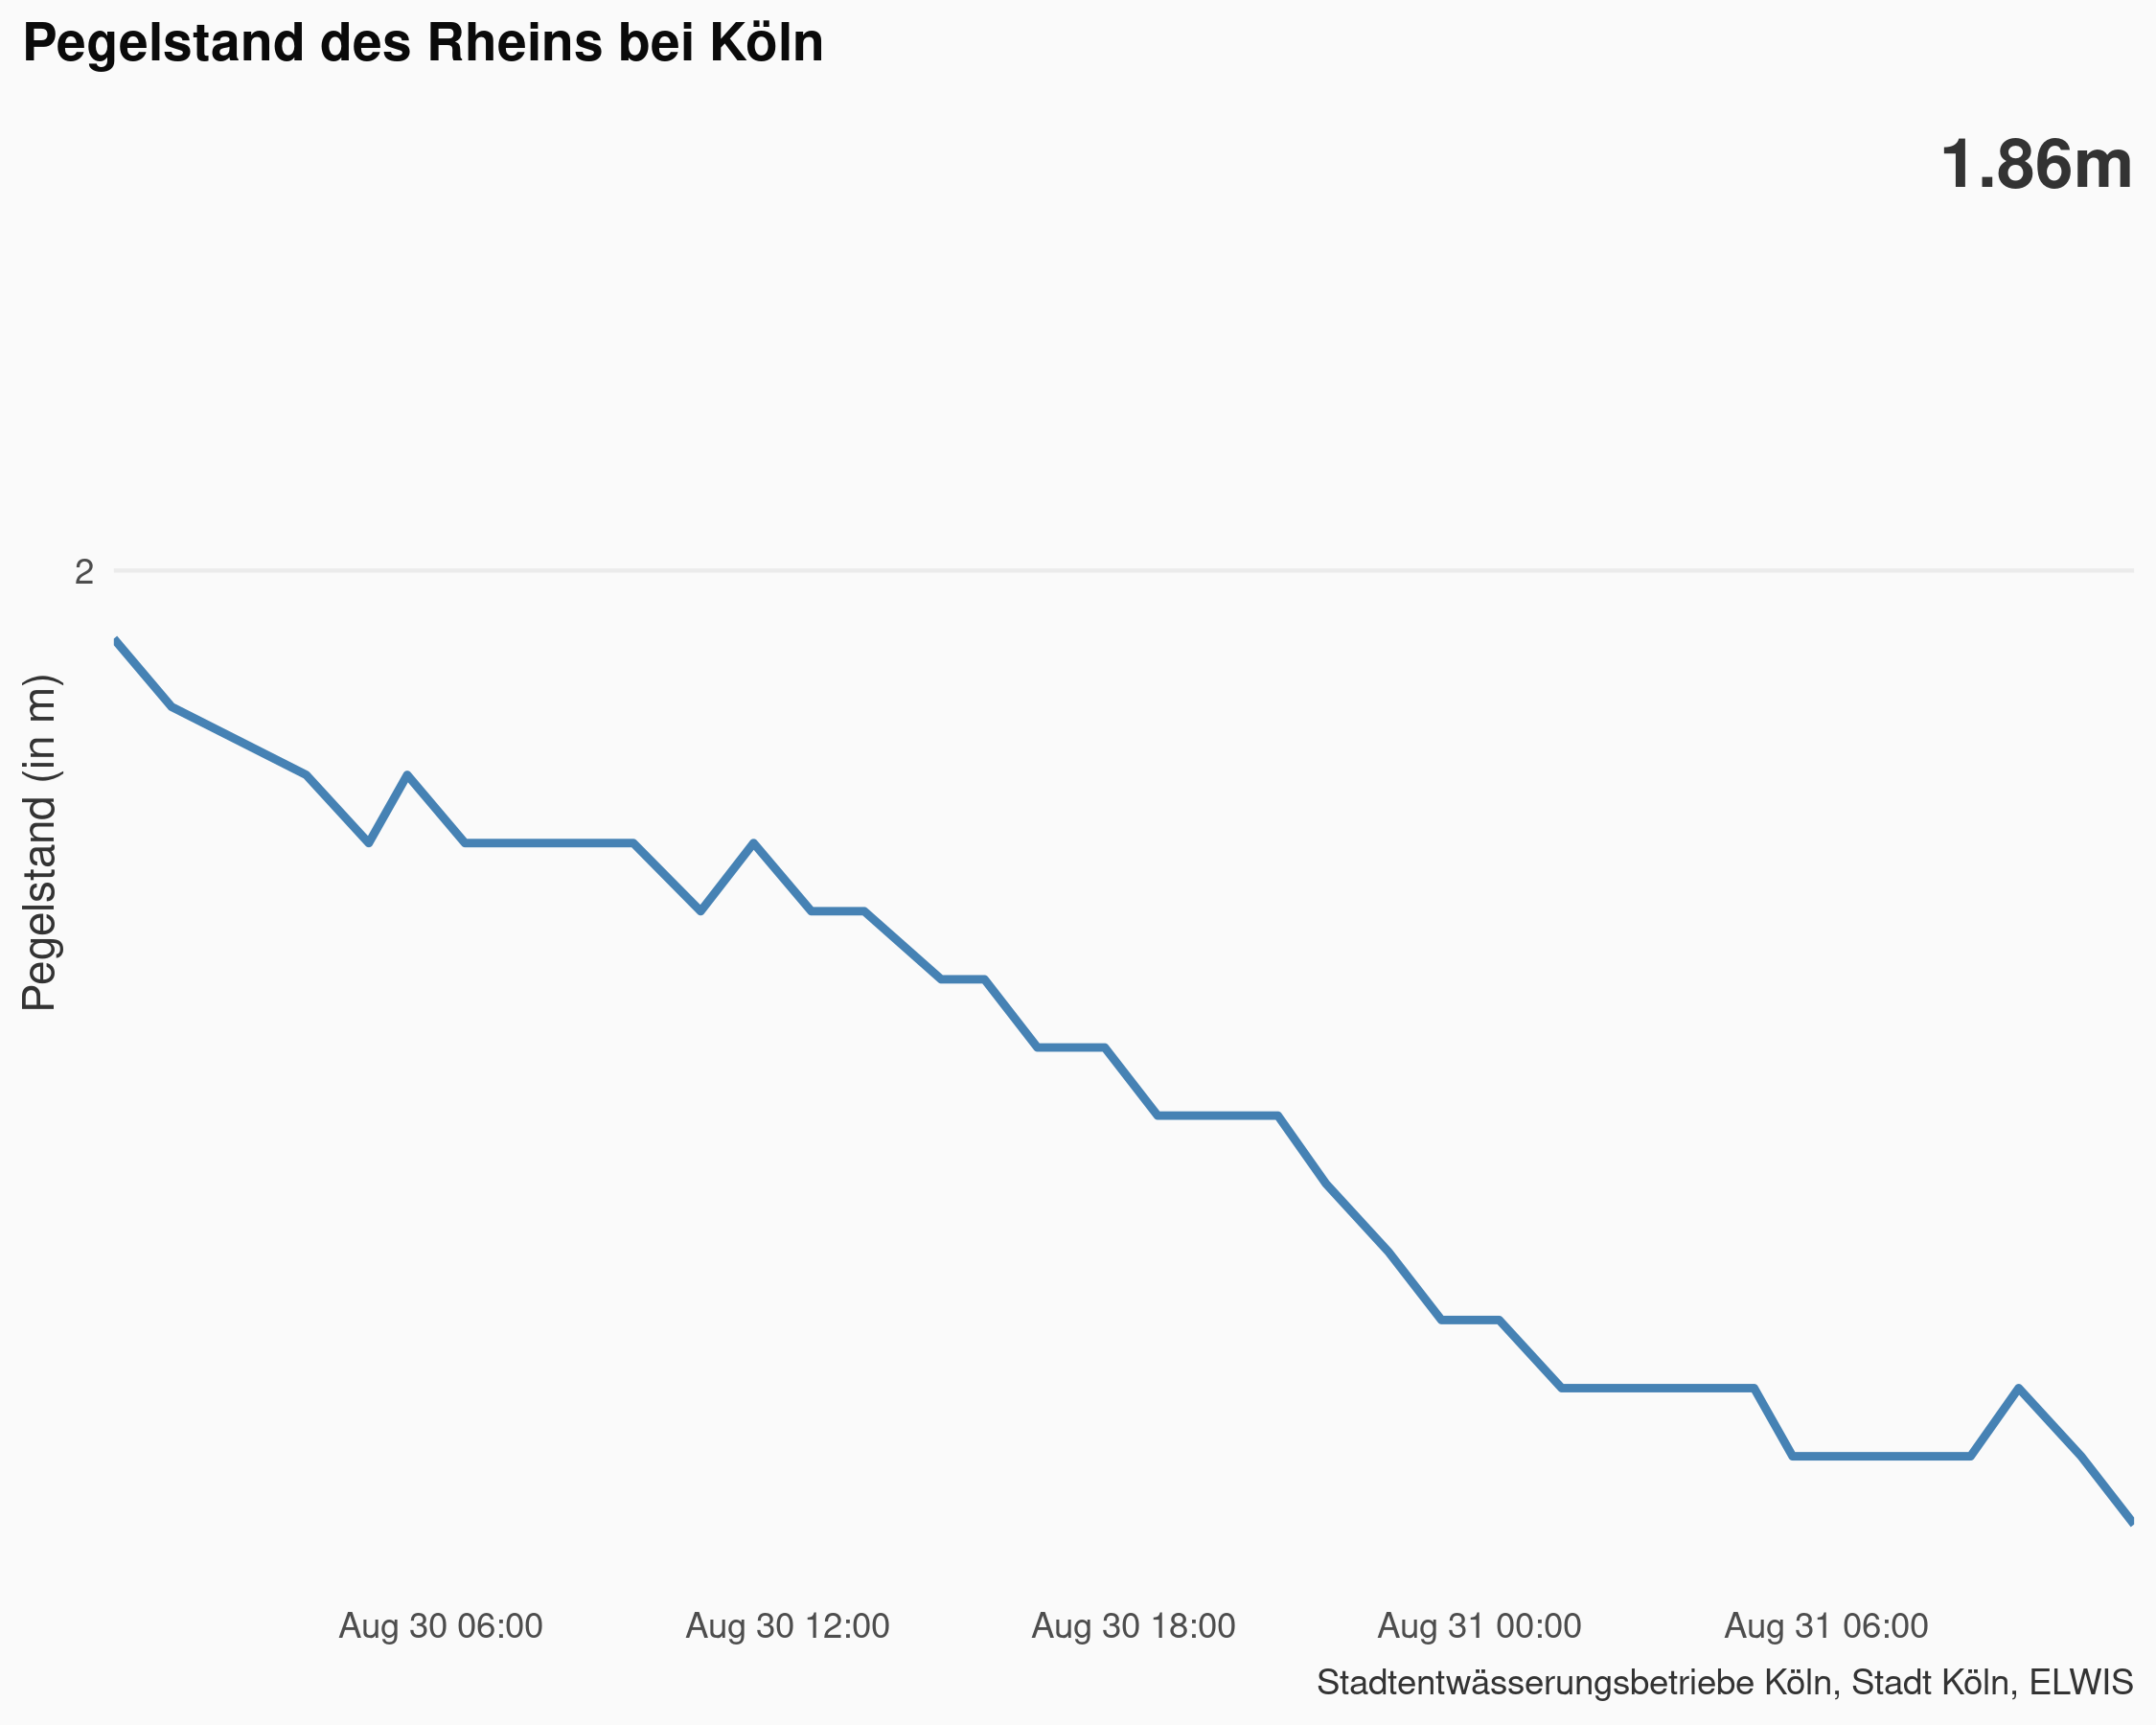 Pegelstand des Rheins bei Köln
1.86m
2
Pegelstand (in m)
Aug 30 06:00 Aug 30 12:00 Aug 30 18:00 Aug 31 00:00 Aug 31 06:00
Stadtentwässerungsbetriebe Köln, Stadt Köln, ELWIS